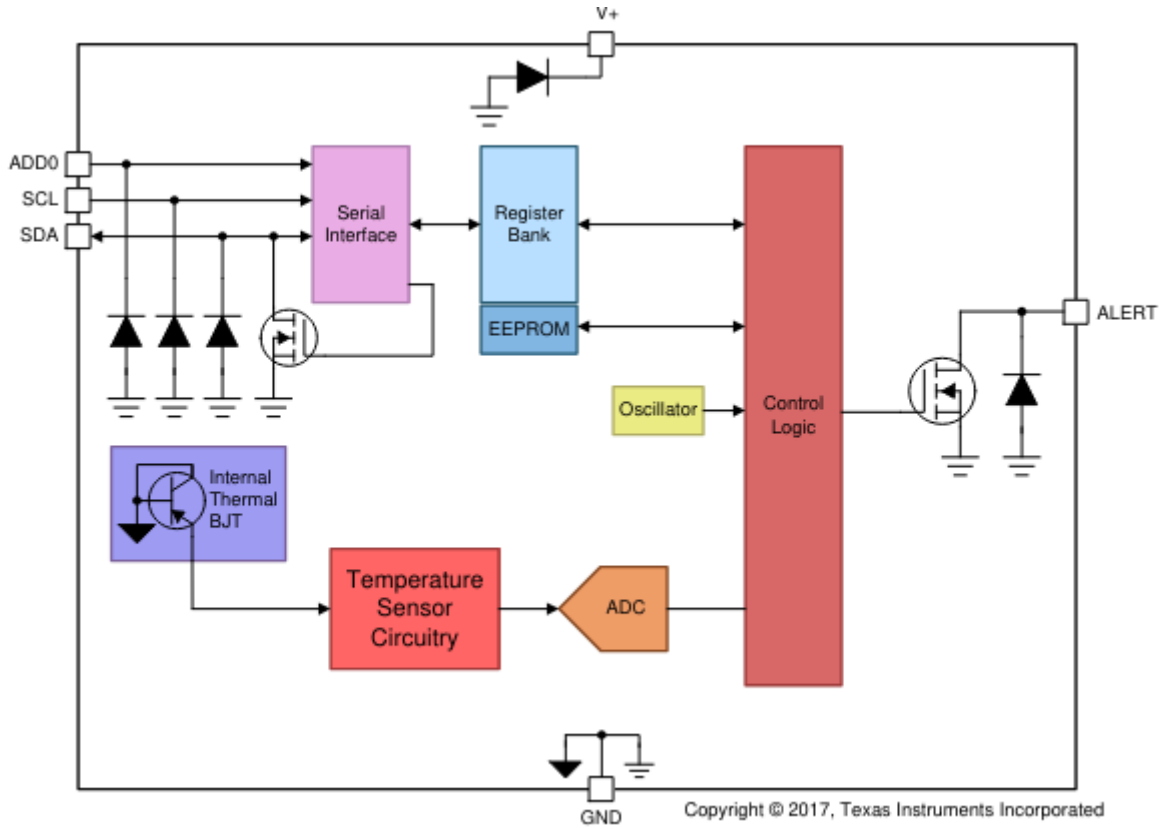 V+
ADD0
SCL
SDA
Serial
Interface
Register
Bank
EEPROM
ALERT
Oscillator
Control
Logic
Internal
Thermal
BJT
Temperature
Sensor
Circuitry
ADC
GND
Copyright © 2017, Texas Instruments Incorporated